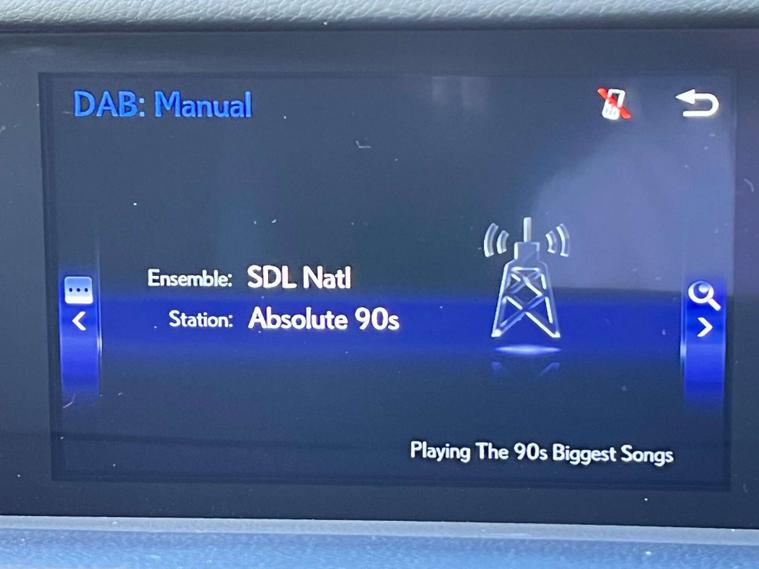 DAB: Manual
Ensemble: SDL Natl
Station: Absolute 90s
Playing The 90s Biggest Songs